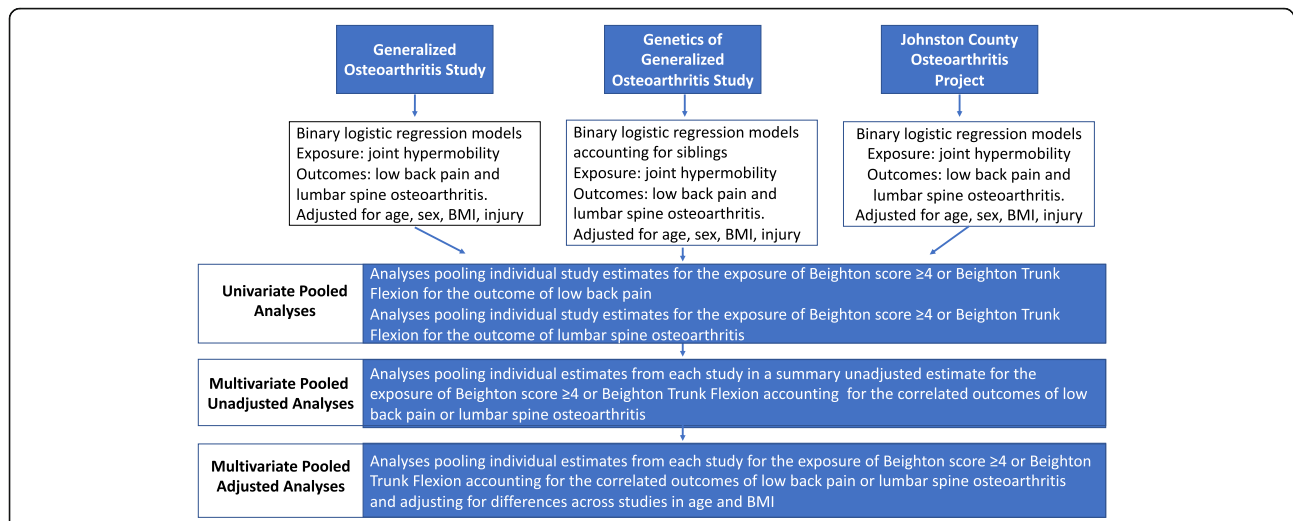 Generalized
Osteoarthritis Study
Genetics of
Generalized
Osteoarthritis Study
Johnston County
Osteoarthritis
Project
Binary logistic regression models
Exposure: joint hypermobility
Outcomes: low back pain and
lumbar spine osteoarthritis.
Adjusted for age, sex, BMI, injury
Binary logistic regression models
accounting for siblings
Exposure: joint hypermobility
Outcomes: low back pain and
lumbar spine osteoarthritis.
Adjusted for age, sex, BMI, injury
Binary logistic regression models
Exposure: joint hypermobility
Outcomes: low back pain and
lumbar spine osteoarthritis.
Adjusted for age, sex, BMI, injury
Univariate Pooled
Analyses
Analyses pooling individual study estimates for the exposure of Beighton score ≥4 or Beighton Trunk
Flexion for the outcome of low back pain
Analyses pooling individual study estimates for the exposure of Beighton score ≥4 or Beighton Trunk
Flexion for the outcome of lumbar spine osteoarthritis
Multivariate Pooled
Unadjusted Analyses
Analyses pooling individual estimates from each study in a summary unadjusted estimate for the
exposure of Beighton score ≥4 or Beighton Trunk Flexion accounting for the correlated outcomes of low
back pain or lumbar spine osteoarthritis
Multivariate Pooled
Adjusted Analyses
Analyses pooling individual estimates from each study for the exposure of Beighton score ≥4 or Beighton
Trunk Flexion accounting for the correlated outcomes of low back pain or lumbar spine osteoarthritis
and adjusting for differences across studies in age and BMI